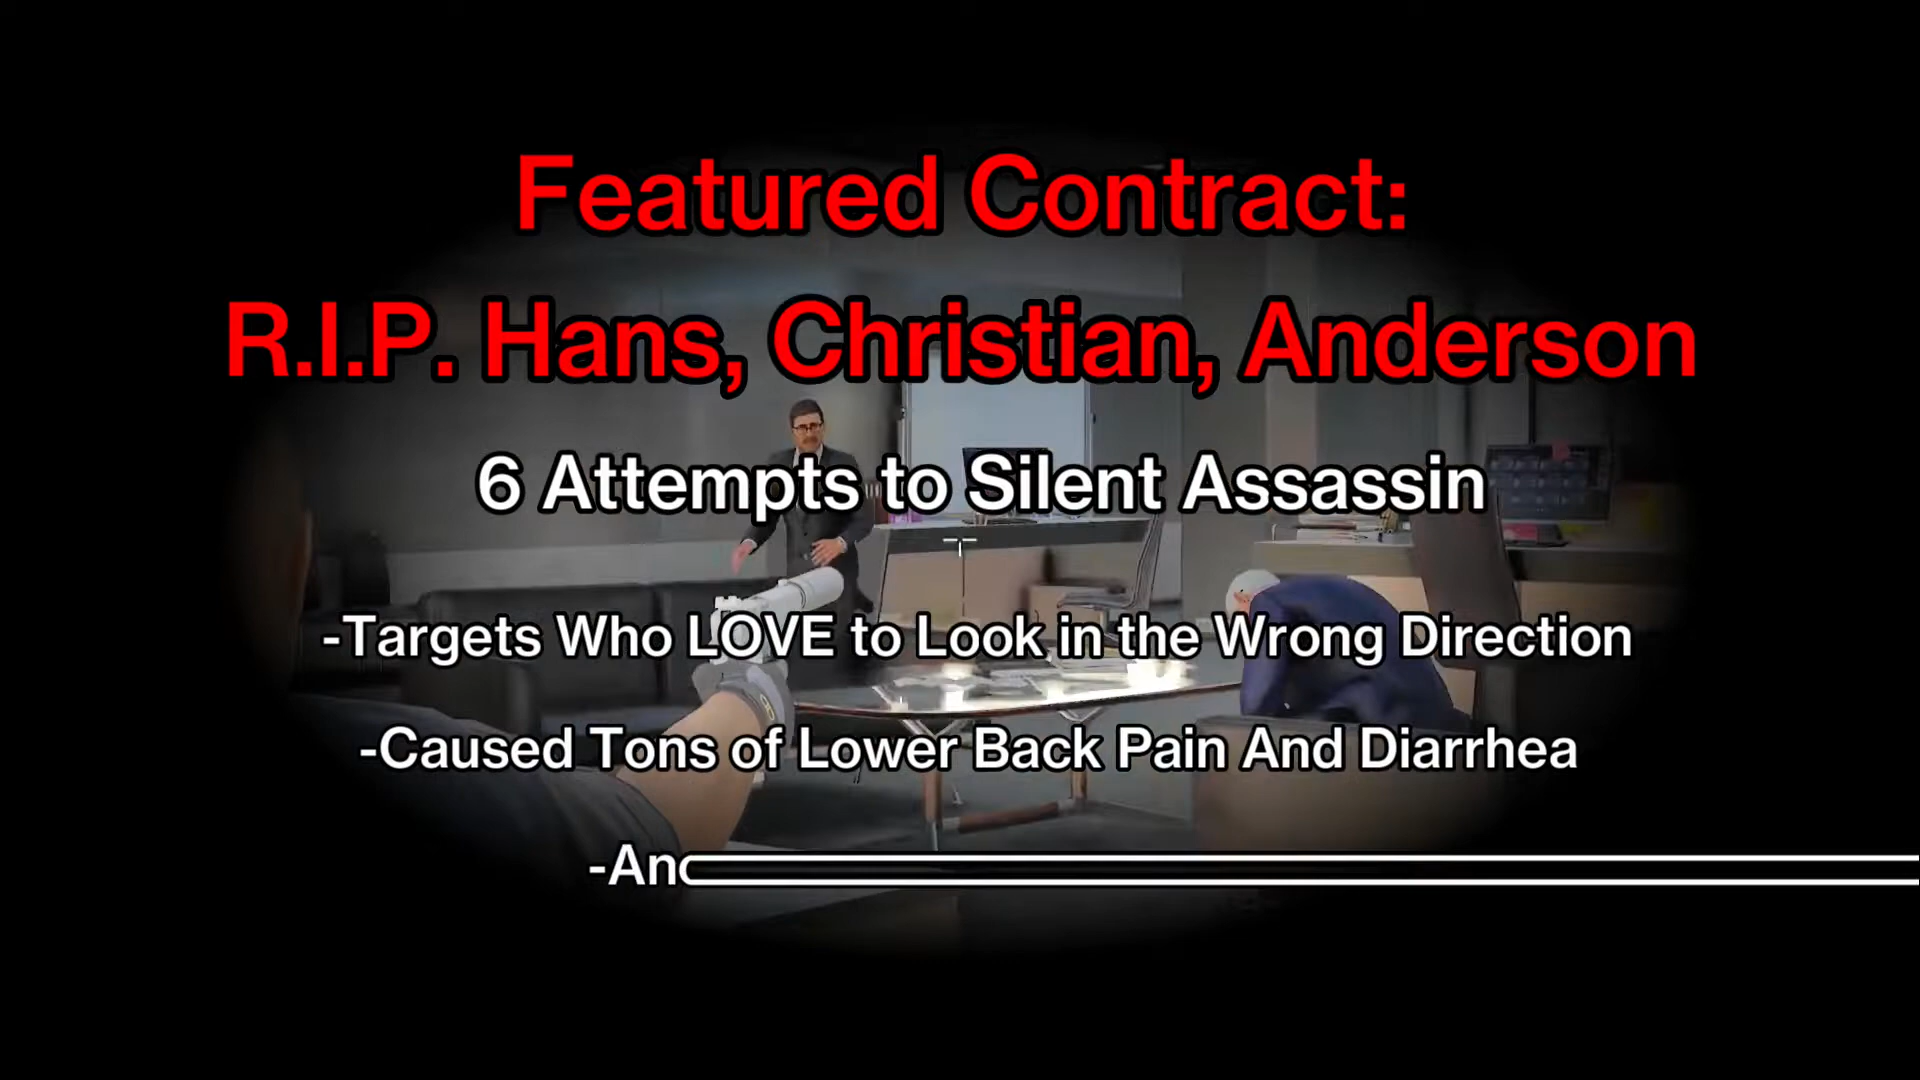 Featured Contract:
R.I.P. Hans, Christian, Anderson
6 Attempts to Silent Assassin
-Targets Who LOVE to Look in the Wrong Direction
-Caused Tons of Lower Back Pain And Diarrhea
-An